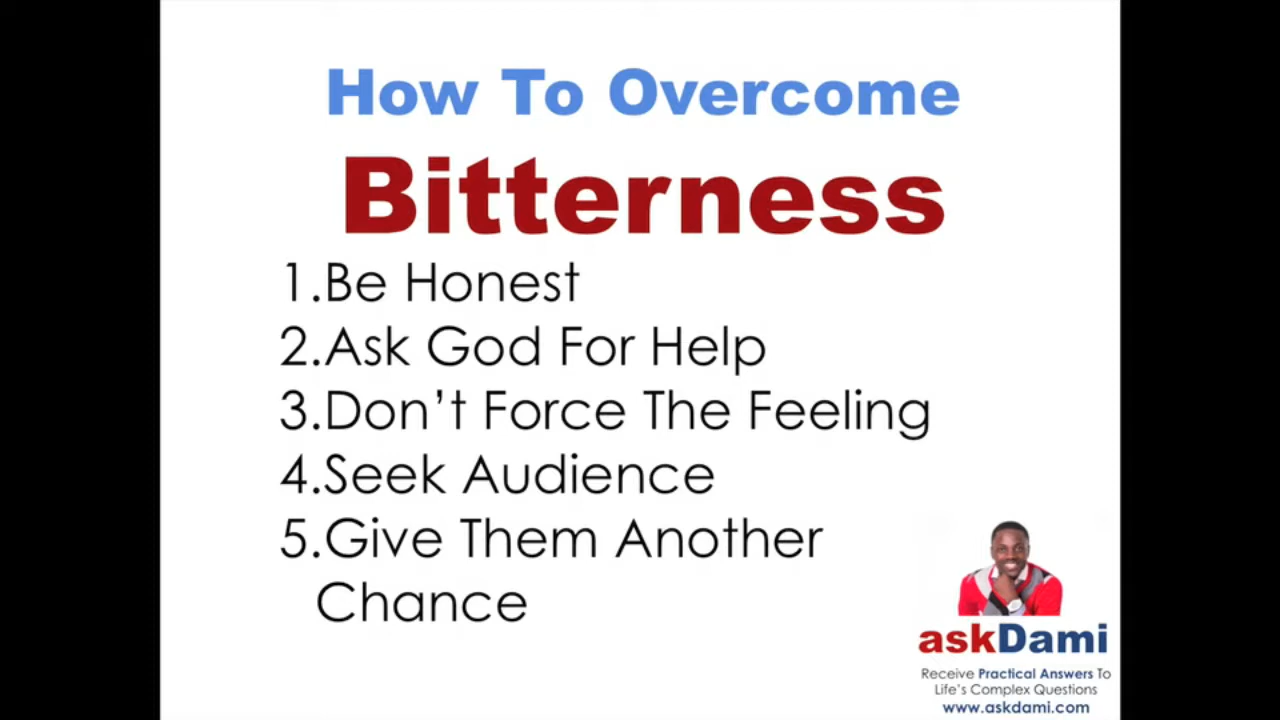 How To Overcome
Bitterness
1.Be Honest
2.Ask God For Help
3.Don’t Force The Feeling
4.Seek Audience
5.Give Them Another
Chance
askDami
Receive Practical Answers To
Life’s Complex Questions
www.askdami.com